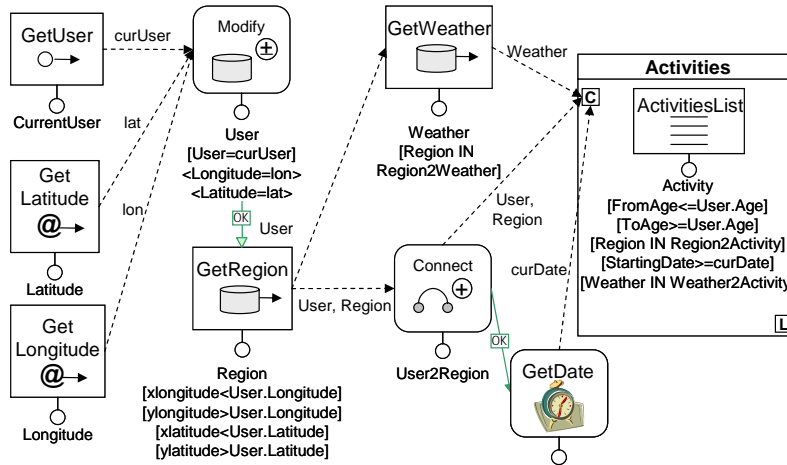 GetUser
curUser
CurrentUser
Modify
User
[User=curUser]
<Longitude=lon>
<Latitude=lat>
lat
lon
Get
Latitude
@
Latitude
Get
Longitude
@
Longitude
OK
User
GetRegion
Region
[xlongitude<User.Longitude]
[ylongitude>User.Longitude]
[xlatitude<User.Latitude]
[ylatitude>User.Latitude]
User, Region
GetWeather
Weather
Weather
[Region IN
Region2Weather]
User,
Region
Connect
User2Region
OK
curDate
GetDate
Activities
C
ActivitiesList
Activity
[FromAge<=User.Age]
[ToAge>=User.Age]
[Region IN Region2Activity]
[StartingDate>=curDate]
[Weather IN Weather2Activity
L